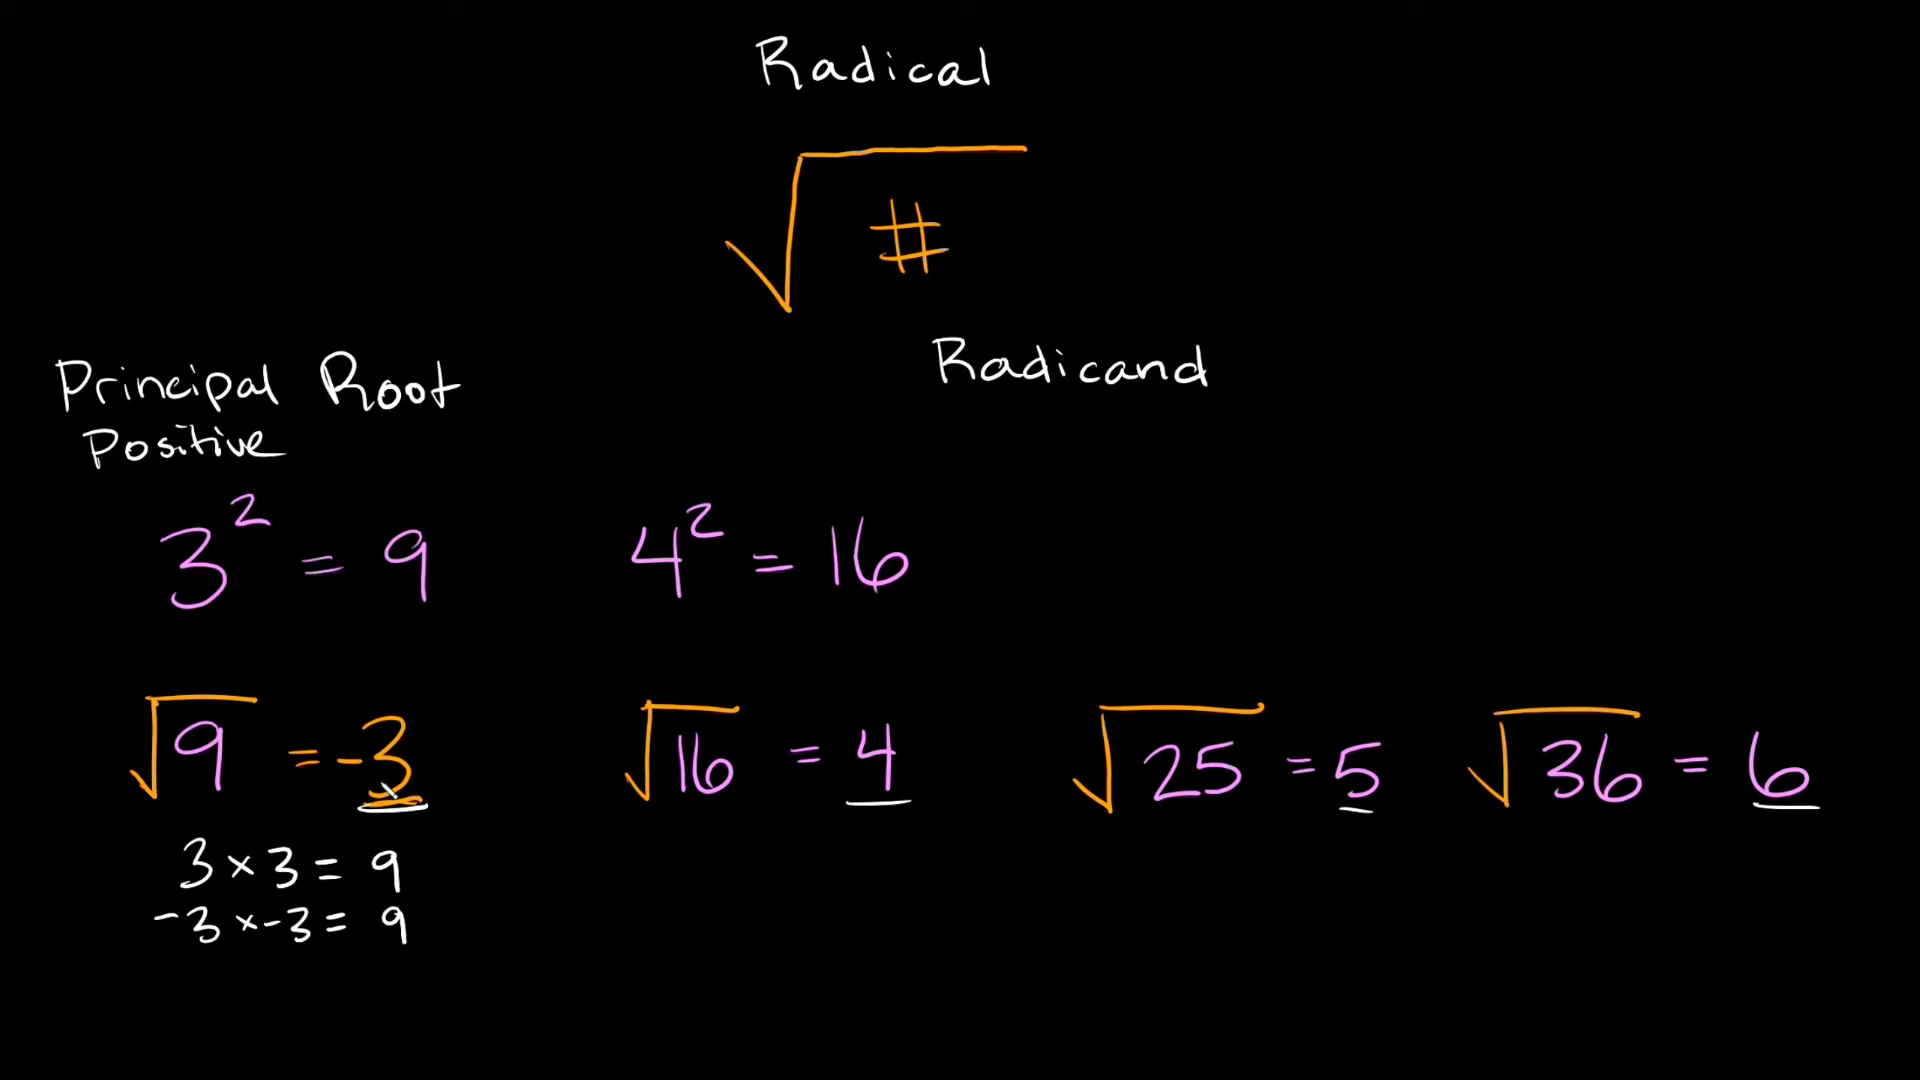 Radical
√#
Radicand
Principal Root
Positive
3² = 9
4² = 16
√9 = -3
√16 = 4
√25 = 5
√36 = 6
3 × 3 = 9
-3 × -3 = 9